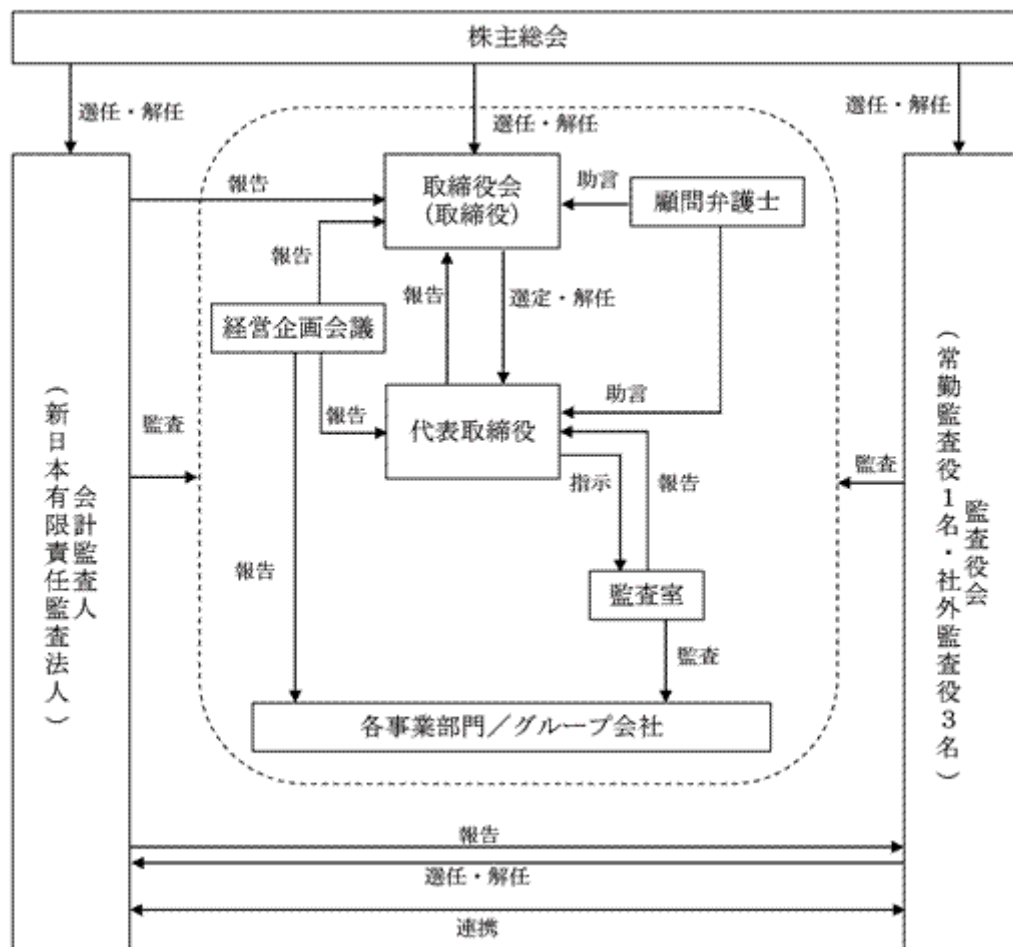 株主総会
選任・解任
選任・解任
選任・解任
報告
取締役会
(取締役)
助言
顧問弁護士
報告
報告
選定・解任
経営企画会議
報告
代表取締役
助言
監査
指示
報告
監査
会計監査人
(新日本有限責任監査法人)
監査役会
(常勤監査役1名・社外監査役3名)
報告
監査室
監査
各事業部門/グループ会社
報告
選任・解任
連携